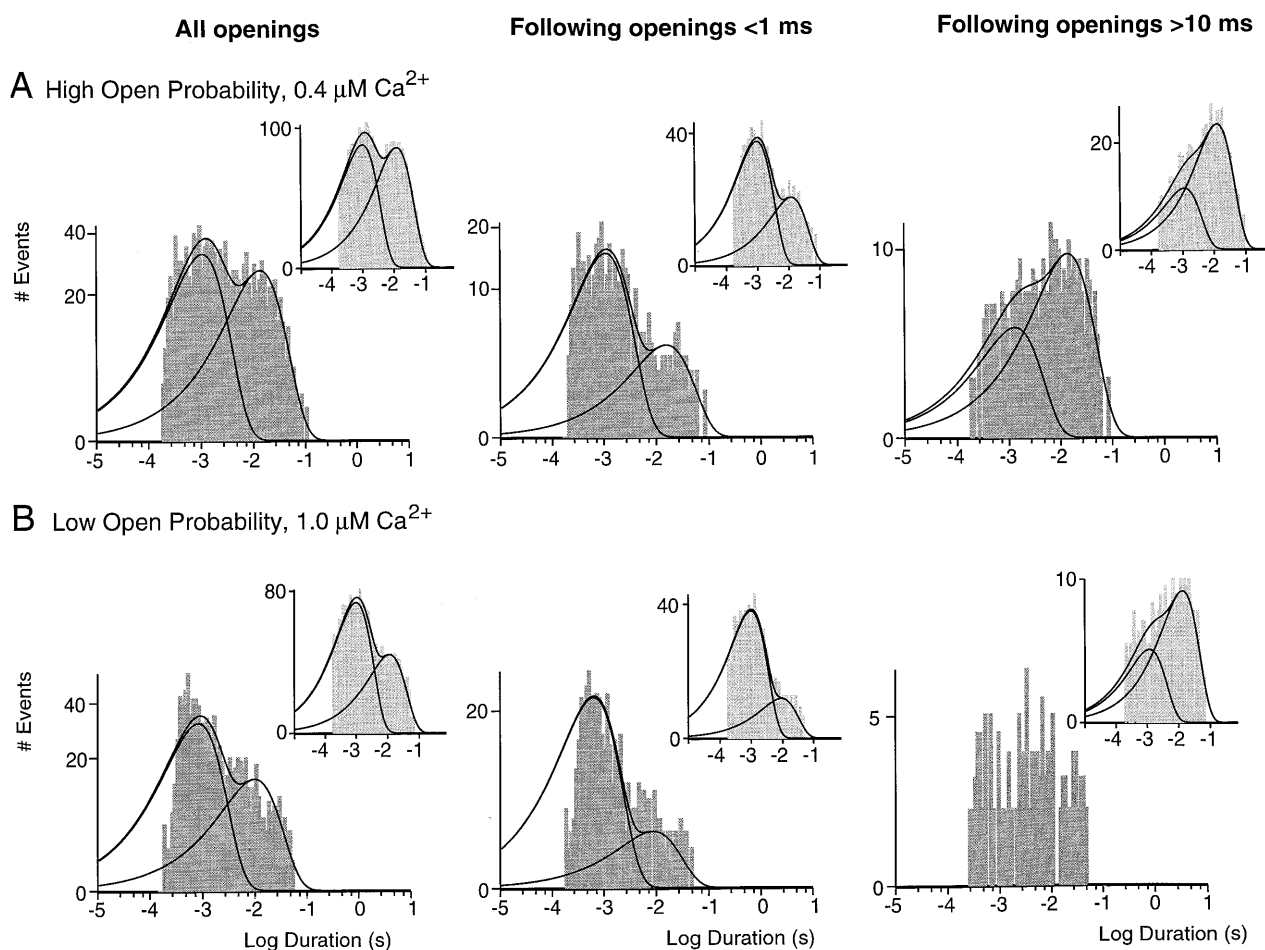 All openings
Following openings <1 ms
Following openings >10 ms
A High Open Probability, 0.4 μM Ca2+
# Events
40
20
0
-5 -4 -3 -2 -1 0 1
100
0
-4 -3 -2 -1
20
10
0
-5 -4 -3 -2 -1 0 1
40
0
-4 -3 -2 -1
10
0
-5 -4 -3 -2 -1 0 1
20
0
-4 -3 -2 -1
B Low Open Probability, 1.0 μM Ca2+
# Events
40
20
0
-5 -4 -3 -2 -1 0 1
Log Duration (s)
80
0
-4 -3 -2 -1
20
0
-5 -4 -3 -2 -1 0 1
Log Duration (s)
40
0
-4 -3 -2 -1
5
0
-5 -4 -3 -2 -1 0 1
Log Duration (s)
10
0
-4 -3 -2 -1